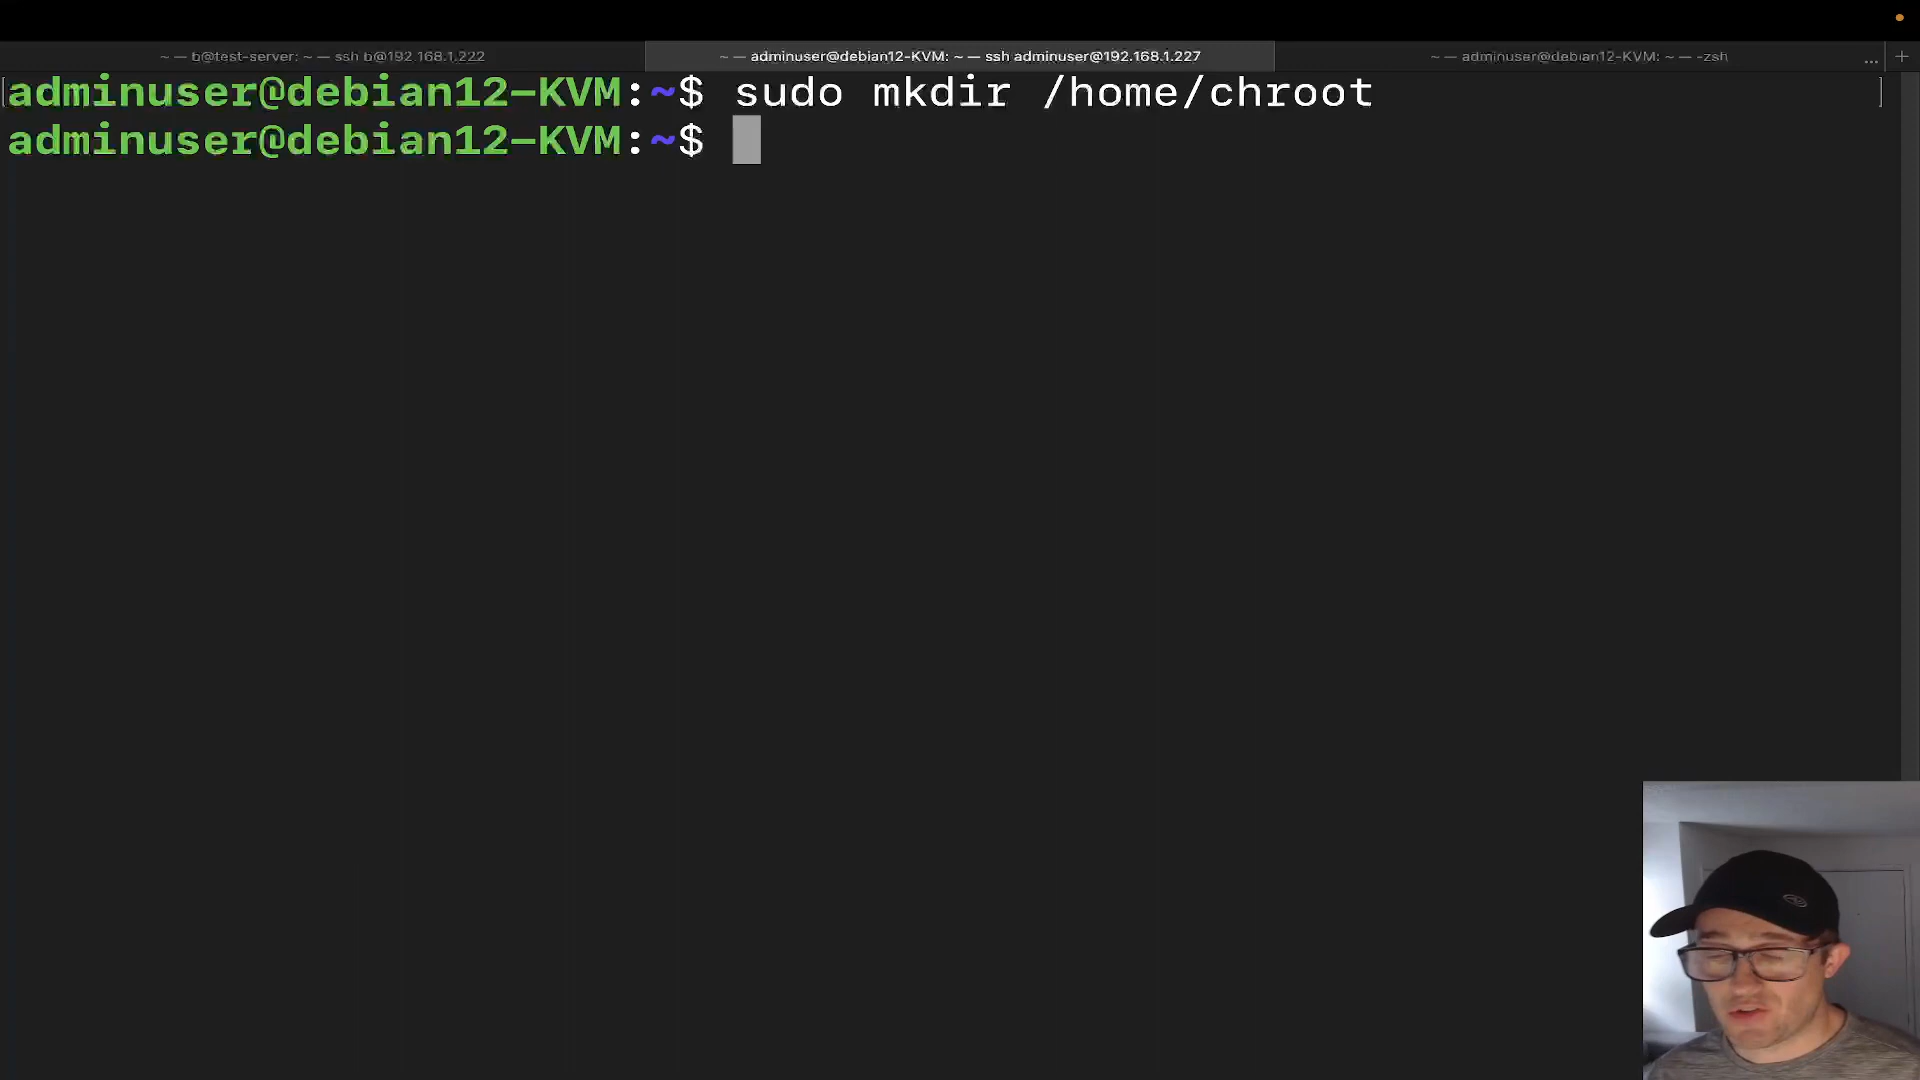 ~ — b@test-server: ~ — ssh b@192.168.1.222
~ — adminuser@debian12-KVM: ~ — ssh adminuser@192.168.1.227
~ — adminuser@debian12-KVM: ~ — -zsh
... +
[adminuser@debian12-KVM:~$ sudo mkdir /home/chroot ]
adminuser@debian12-KVM:~$